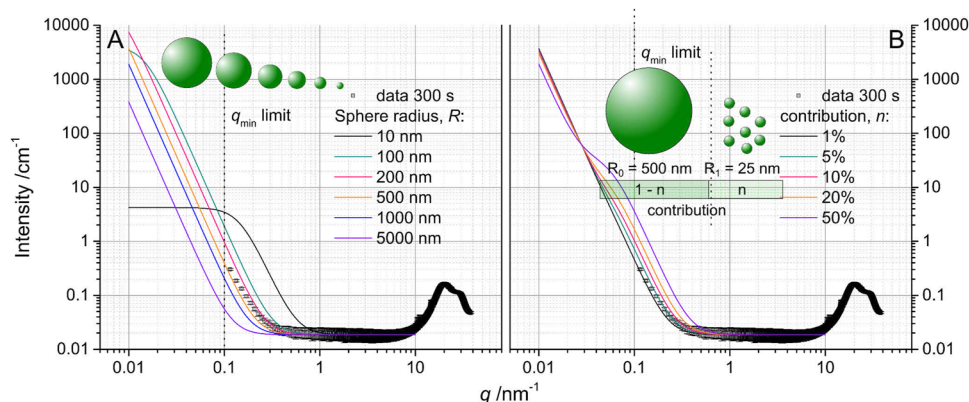 A
10000
1000
100
10
1
0.1
0.01
Intensity /cm-1
qmin limit
data 300 s
Sphere radius, R:
10 nm
100 nm
200 nm
500 nm
1000 nm
5000 nm
0.01
0.1
1
10
B
qmin limit
data 300 s
contribution, n:
1%
5%
10%
20%
50%
R0 = 500 nm
R1 = 25 nm
1 - n
n
contribution
10000
1000
100
10
1
0.1
0.01
0.01
0.1
1
10
q /nm-1